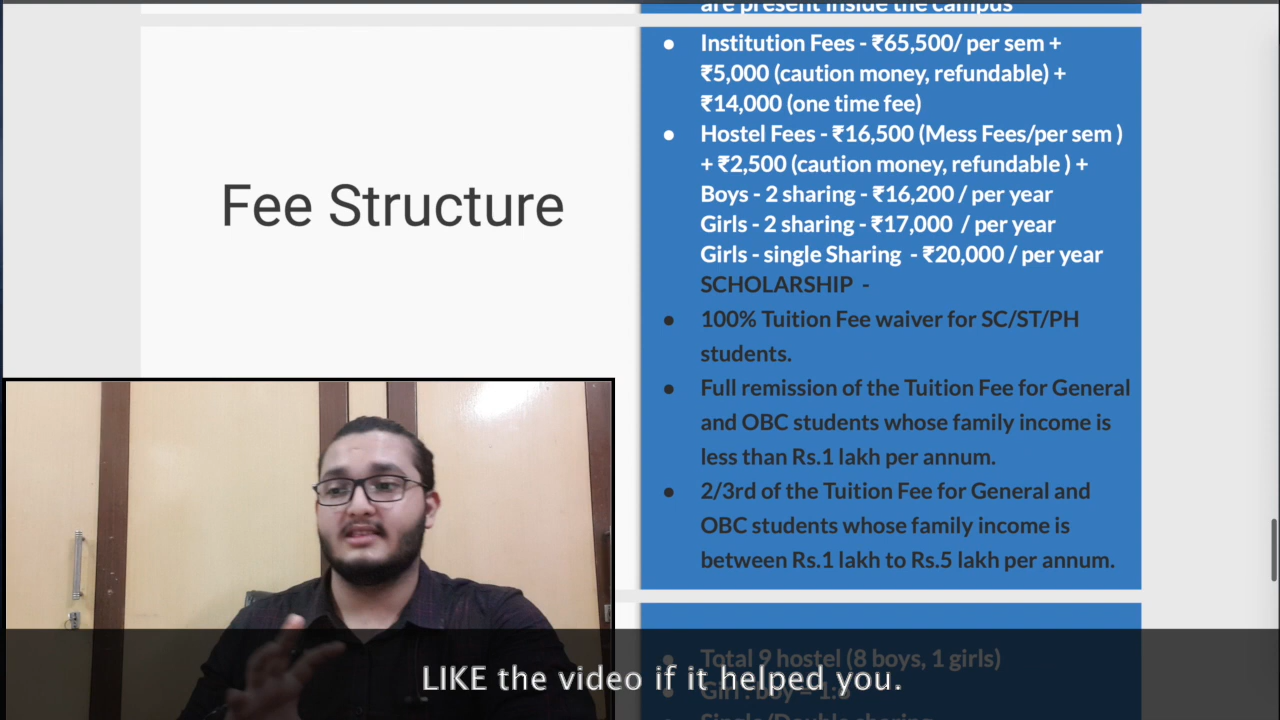 are present inside the campus
Fee Structure
● Institution Fees - ₹65,500/ per sem +
₹5,000 (caution money, refundable) +
₹14,000 (one time fee)
● Hostel Fees - ₹16,500 (Mess Fees/per sem )
+ ₹2,500 (caution money, refundable ) +
Boys - 2 sharing - ₹16,200 / per year
Girls - 2 sharing - ₹17,000  / per year
Girls - single Sharing  - ₹20,000 / per year
SCHOLARSHIP  -
● 100% Tuition Fee waiver for SC/ST/PH
students.
● Full remission of the Tuition Fee for General
and OBC students whose family income is
less than Rs.1 lakh per annum.
● 2/3rd of the Tuition Fee for General and
OBC students whose family income is
between Rs.1 lakh to Rs.5 lakh per annum.
● Total 9 hostel (8 boys, 1 girls)
LIKE the video if it helped you.